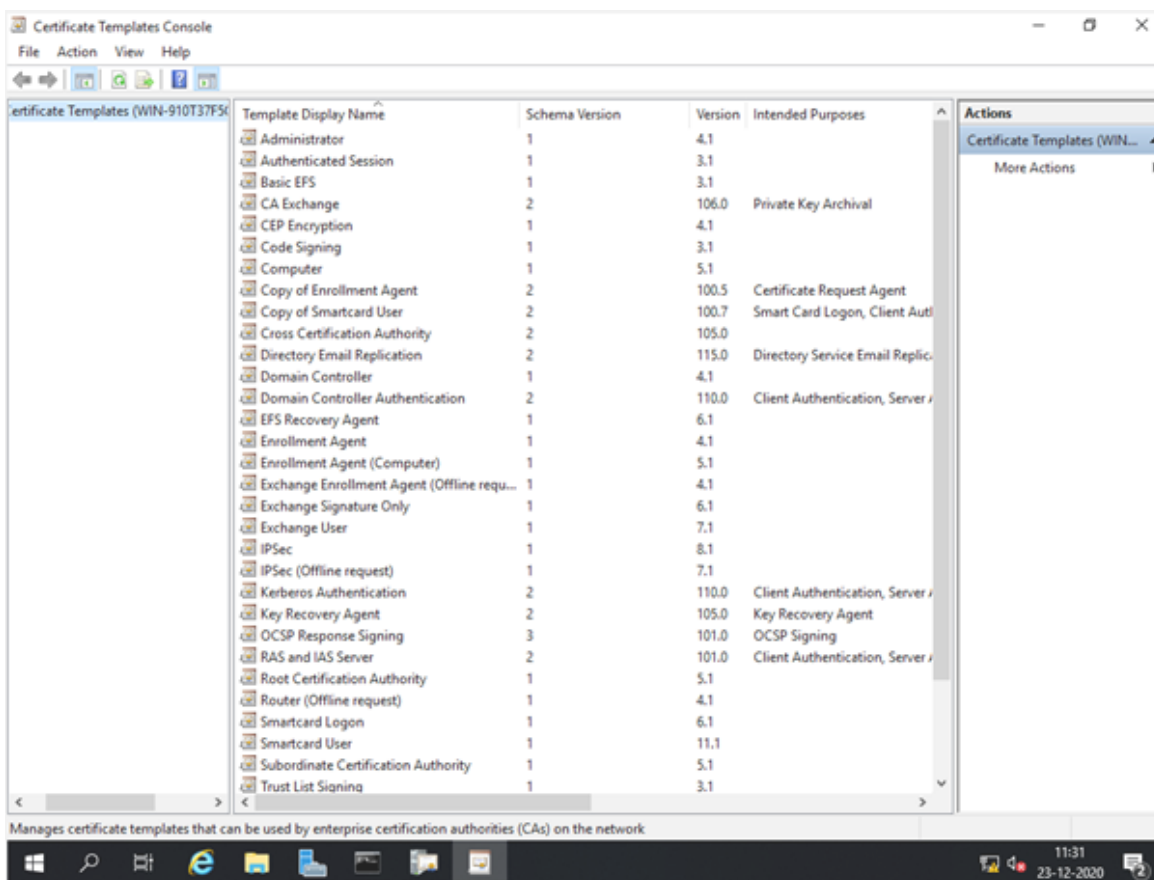 Certificate Templates Console
File Action View Help
Certificate Templates (WIN-910T37F5
Template Display Name Schema Version Version Intended Purposes
Administrator 1 4.1
Authenticated Session 1 3.1
Basic EFS 1 3.1
CA Exchange 2 106.0 Private Key Archival
CEP Encryption 1 4.1
Code Signing 1 3.1
Computer 1 5.1
Copy of Enrollment Agent 2 100.5 Certificate Request Agent
Copy of Smartcard User 2 100.7 Smart Card Logon, Client Aut
Cross Certification Authority 2 105.0
Directory Email Replication 2 115.0 Directory Service Email Replic
Domain Controller 1 4.1
Domain Controller Authentication 2 110.0 Client Authentication, Server
EFS Recovery Agent 1 6.1
Enrollment Agent 1 4.1
Enrollment Agent (Computer) 1 5.1
Exchange Enrollment Agent (Offline requ... 1 4.1
Exchange Signature Only 1 6.1
Exchange User 1 7.1
IPSec 1 8.1
IPSec (Offline request) 1 7.1
Kerberos Authentication 2 110.0 Client Authentication, Server
Key Recovery Agent 2 105.0 Key Recovery Agent
OCSP Response Signing 3 101.0 OCSP Signing
RAS and IAS Server 2 101.0 Client Authentication, Server
Root Certification Authority 1 5.1
Router (Offline request) 1 4.1
Smartcard Logon 1 6.1
Smartcard User 1 11.1
Subordinate Certification Authority 1 5.1
Trust List Signing 1 3.1
Actions
Certificate Templates (WIN...
More Actions
Manages certificate templates that can be used by enterprise certification authorities (CAs) on the network
11:31
23-12-2020
2